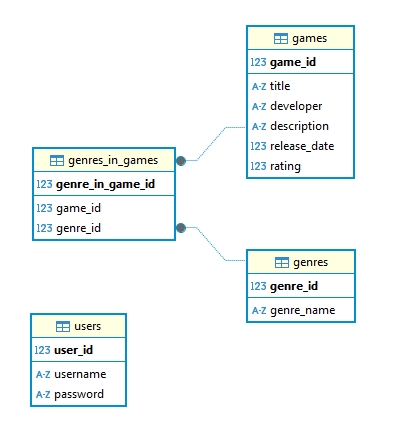 games
123 game_id
A-Z title
A-Z developer
A-Z description
123 release_date
123 rating
genres_in_games
123 genre_in_game_id
123 game_id
123 genre_id
genres
123 genre_id
A-Z genre_name
users
123 user_id
A-Z username
A-Z password